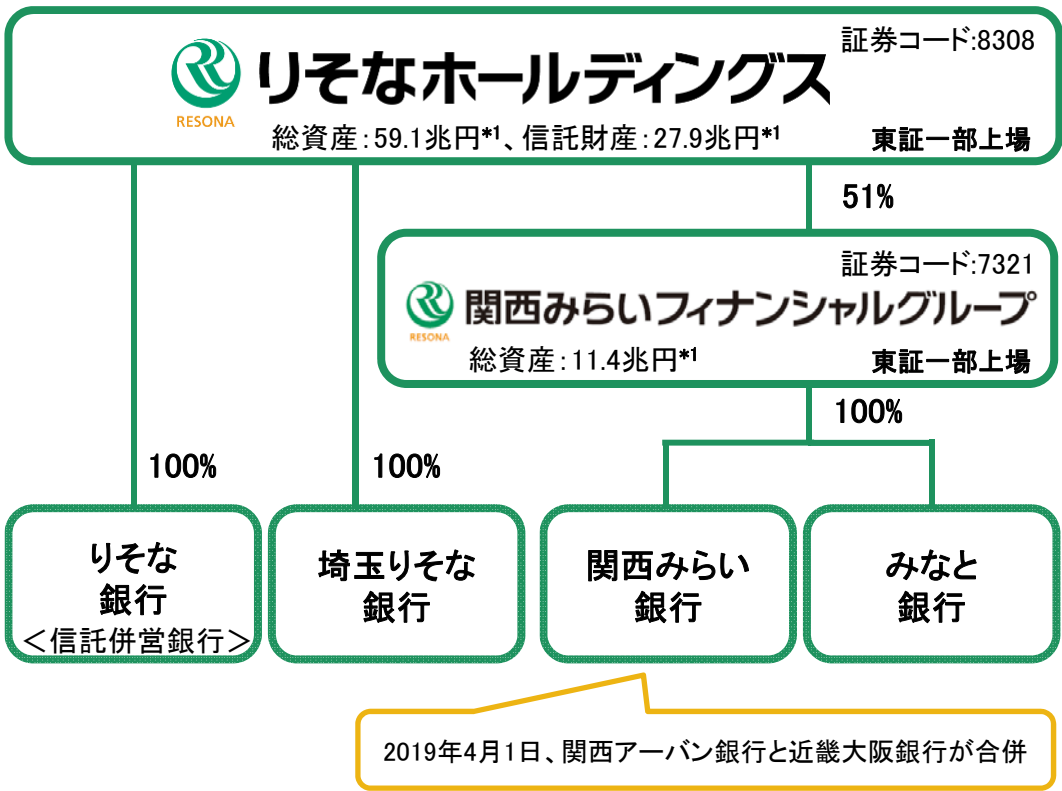 証券コード:8308
りそなホールディングス
RESONA
総資産:59.1兆円*1、信託財産:27.9兆円*1
東証一部上場
51%
証券コード:7321
関西みらいフィナンシャルグループ
RESONA
総資産:11.4兆円*1
東証一部上場
100%
100%
100%
りそな
銀行
＜信託併営銀行＞
埼玉りそな
銀行
関西みらい
銀行
みなと
銀行
2019年4月1日、関西アーバン銀行と近畿大阪銀行が合併